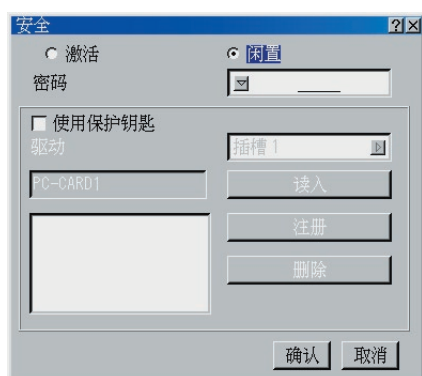 安全
激活 闲置
密码
使用保护钥匙
驱动 插槽 1
PC-CARD1 读入
注册
删除
确认 取消